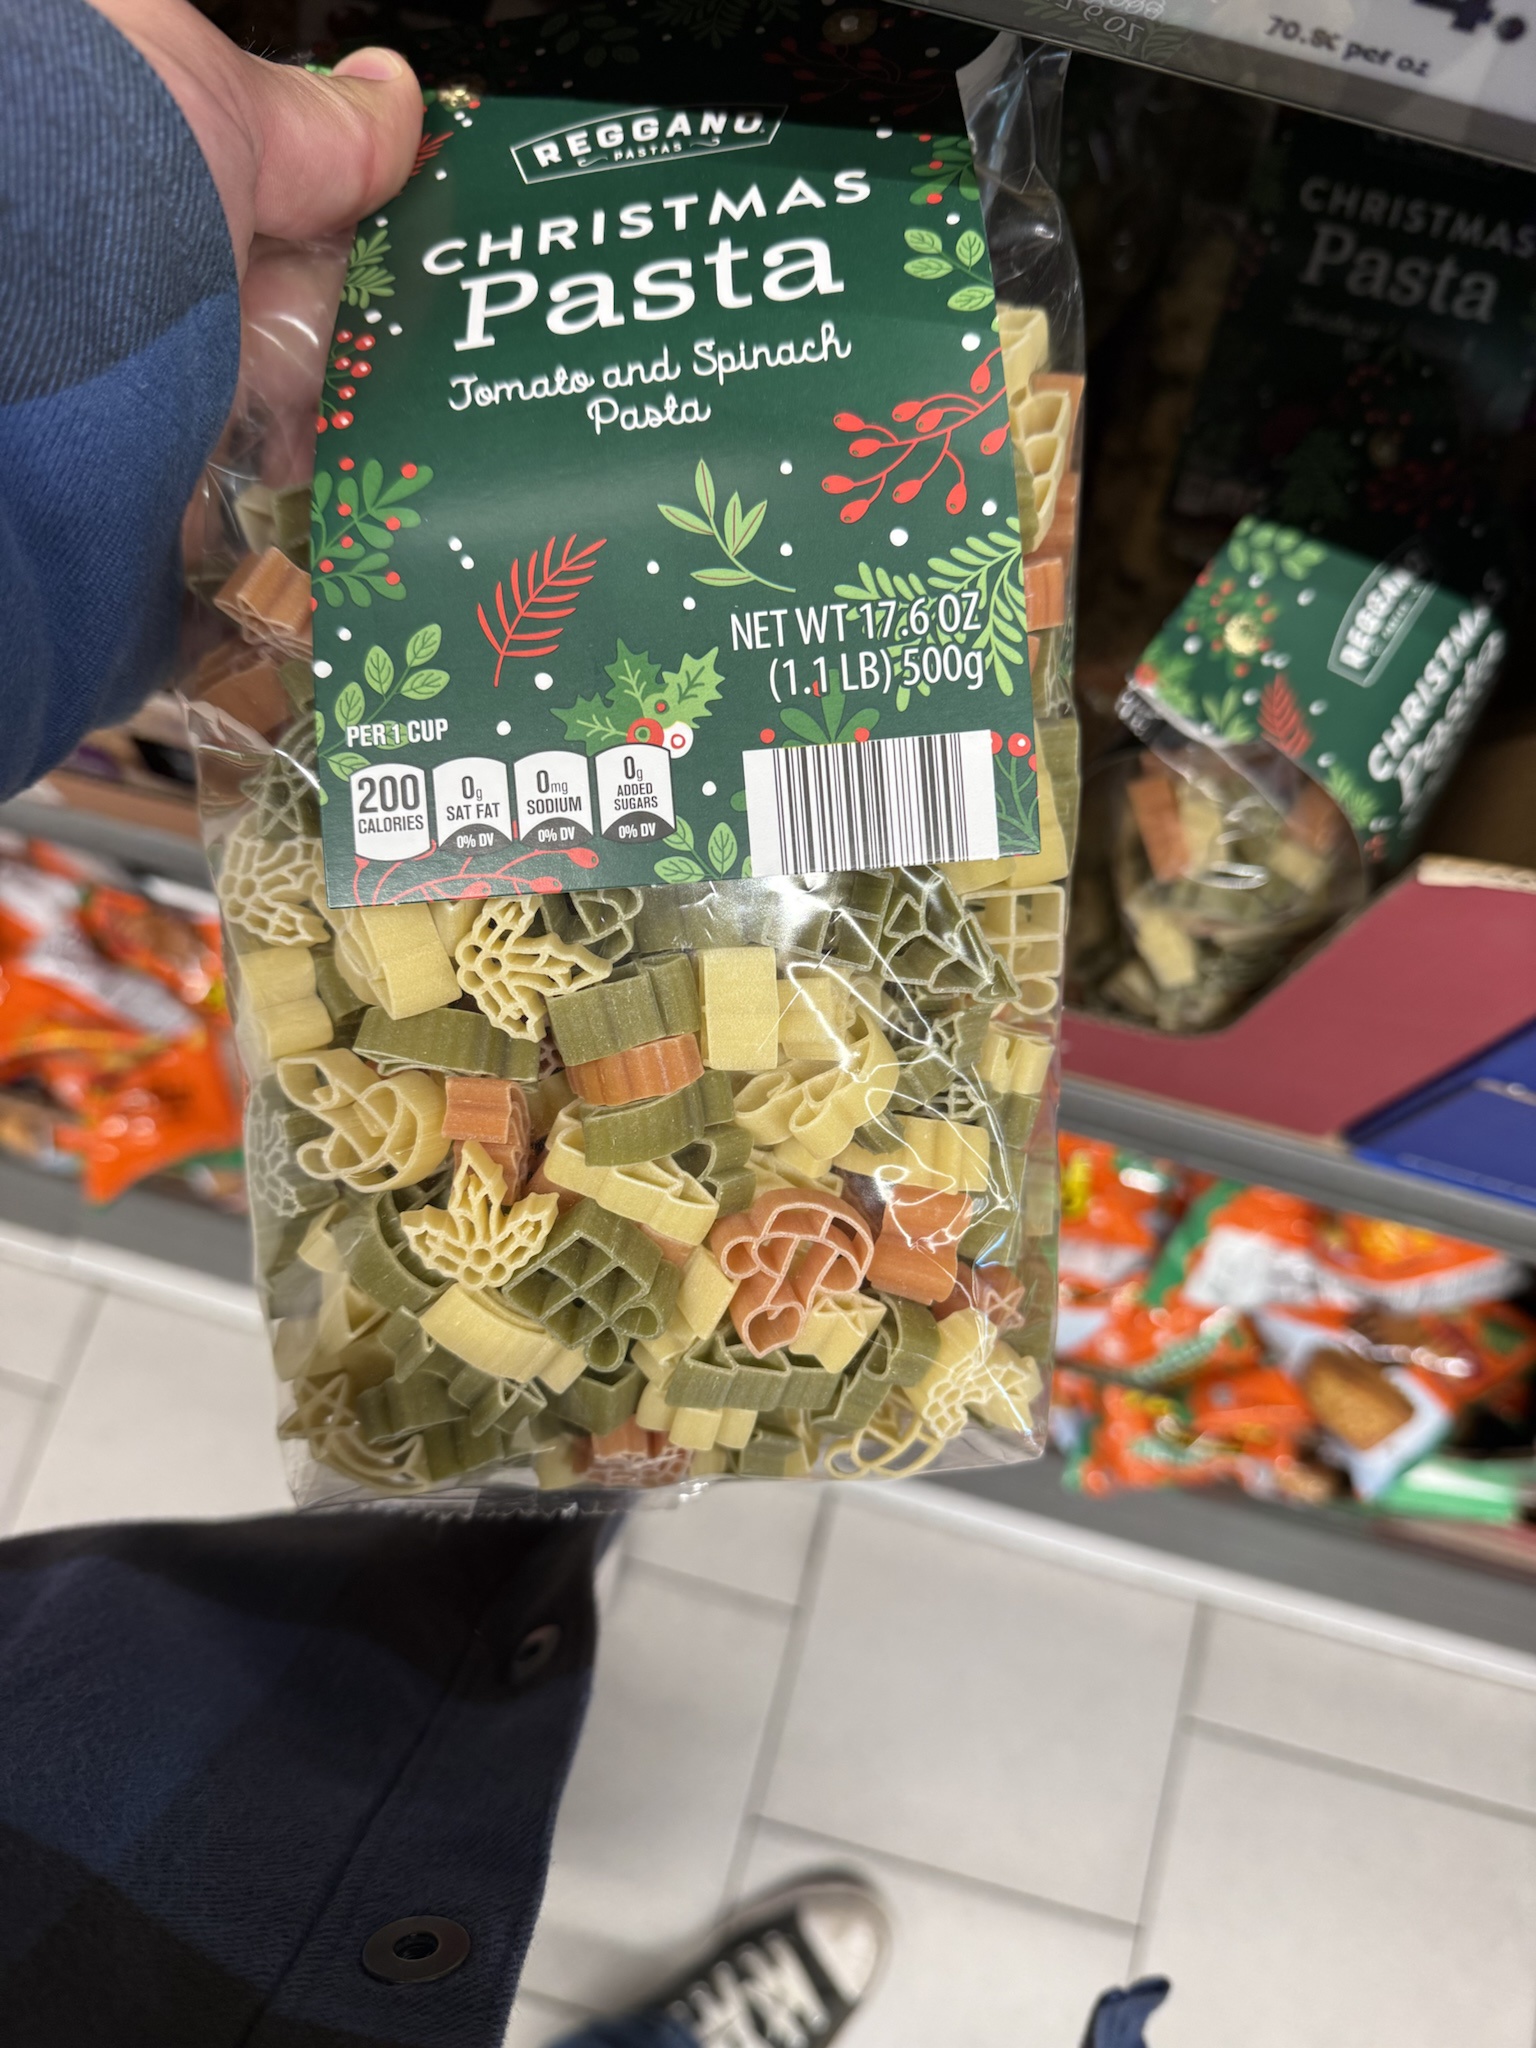 REGGANO
PASTAS
CHRISTMAS
Pasta
Tomato and Spinach
Pasta
NET WT 17.6 OZ
(1.1 LB) 500g
PER 1 CUP
200
CALORIES
0g
SAT FAT
0% DV
0mg
SODIUM
0% DV
0g
ADDED
SUGARS
0% DV
4.
70.8¢ per oz
CHRISTMAS
Pasta
REGGANO
CHRISTMAS
Pasta